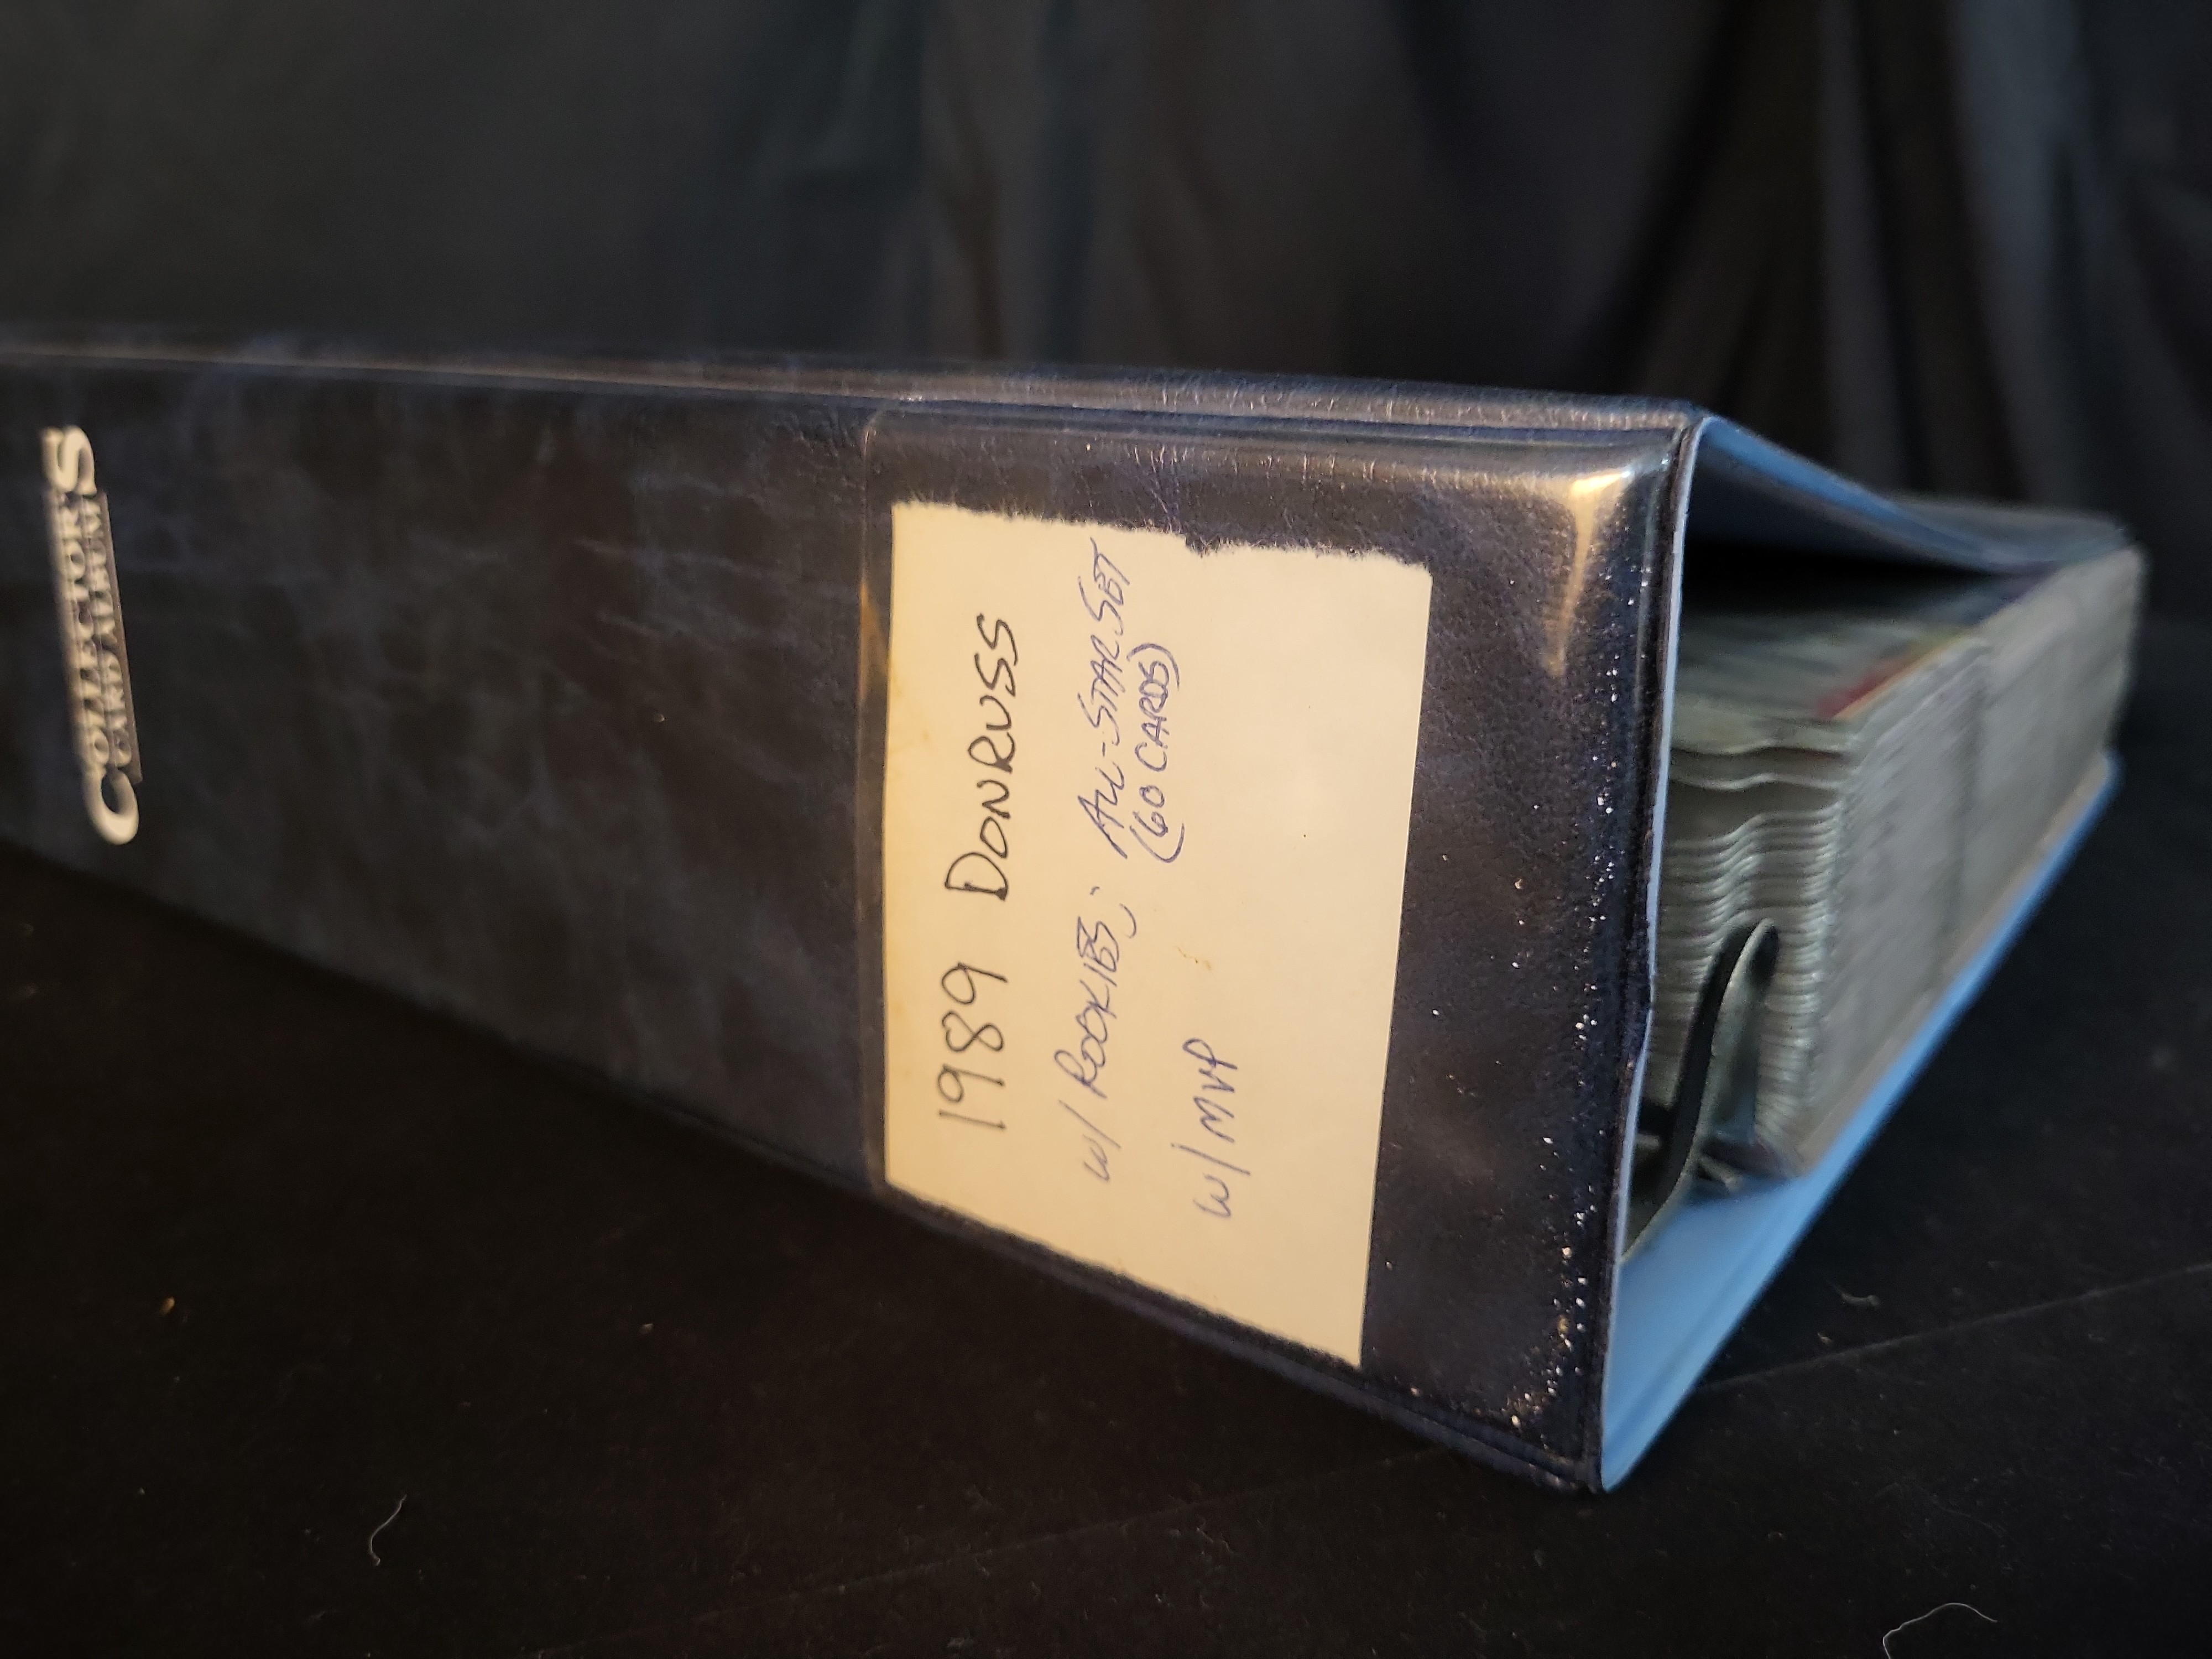 COLLECTOR'S
CARD ALBUM
1989 DONRUSS
w/ ROOKIES; ALL-STAR SET
(60 CARDS)
w/ MVP